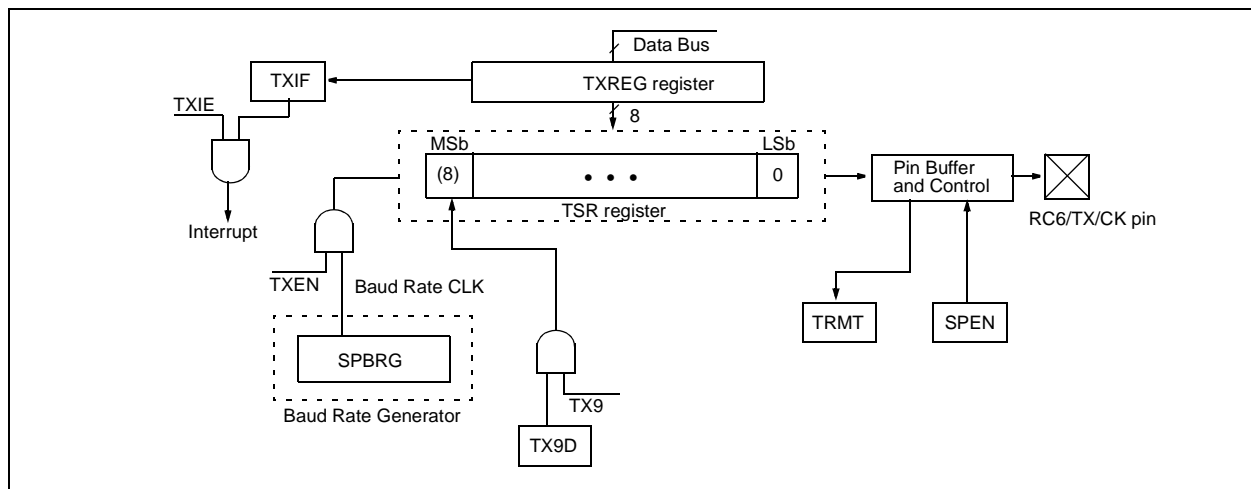 Data Bus
TXIF
TXREG register
TXIE
8
MSb
LSb
(8)
• • •
0
Pin Buffer
and Control
TSR register
RC6/TX/CK pin
Interrupt
TXEN
Baud Rate CLK
TRMT
SPEN
SPBRG
TX9
Baud Rate Generator
TX9D